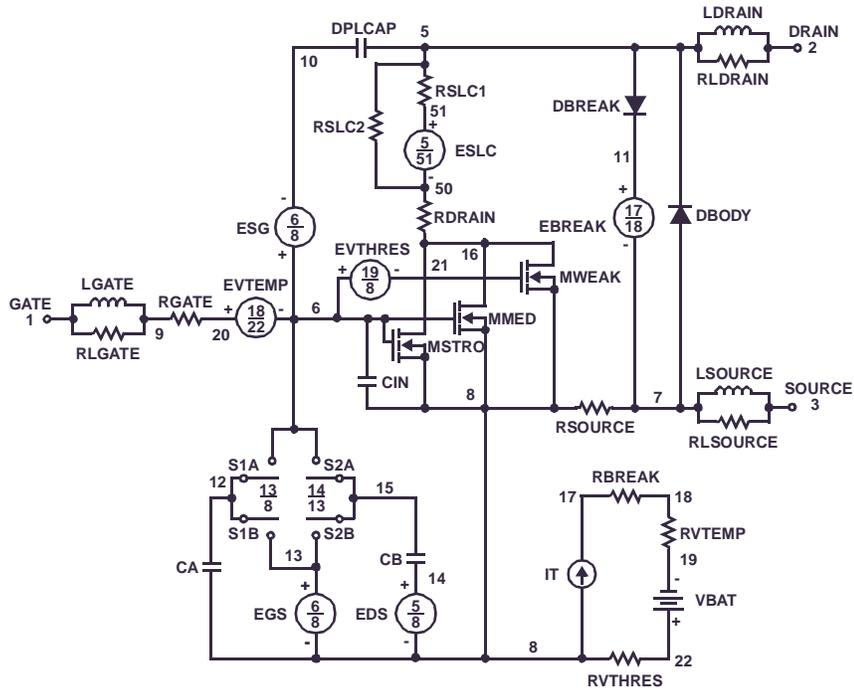 LDRAIN
DPLCAP 5 DRAIN
10 2
RLDRAIN
RSLC1
DBREAK
51
RSLC2 +
5
51
ESLC
11
-
50
- +
RDRAIN
ESG 6
8
EBREAK 17
18
DBODY
EVTHRES
+ 16 -
+ 19
8
- 21
MWEAK
LGATE
EVTEMP
GATE RGATE + 18
22
- 6
1
9 20 MMED
RLGATE
MSTRO
CIN
LSOURCE
8 7 SOURCE
3
RSOURCE
RLSOURCE
S1A S2A
12 13
8
14
13
15
S1B S2B
RBREAK
17 18
RVTEMP
13 CB 19
CA 14 IT -
+ +
EGS 6
8
EDS 5
8
VBAT
- - +
8 22
RVTHRES